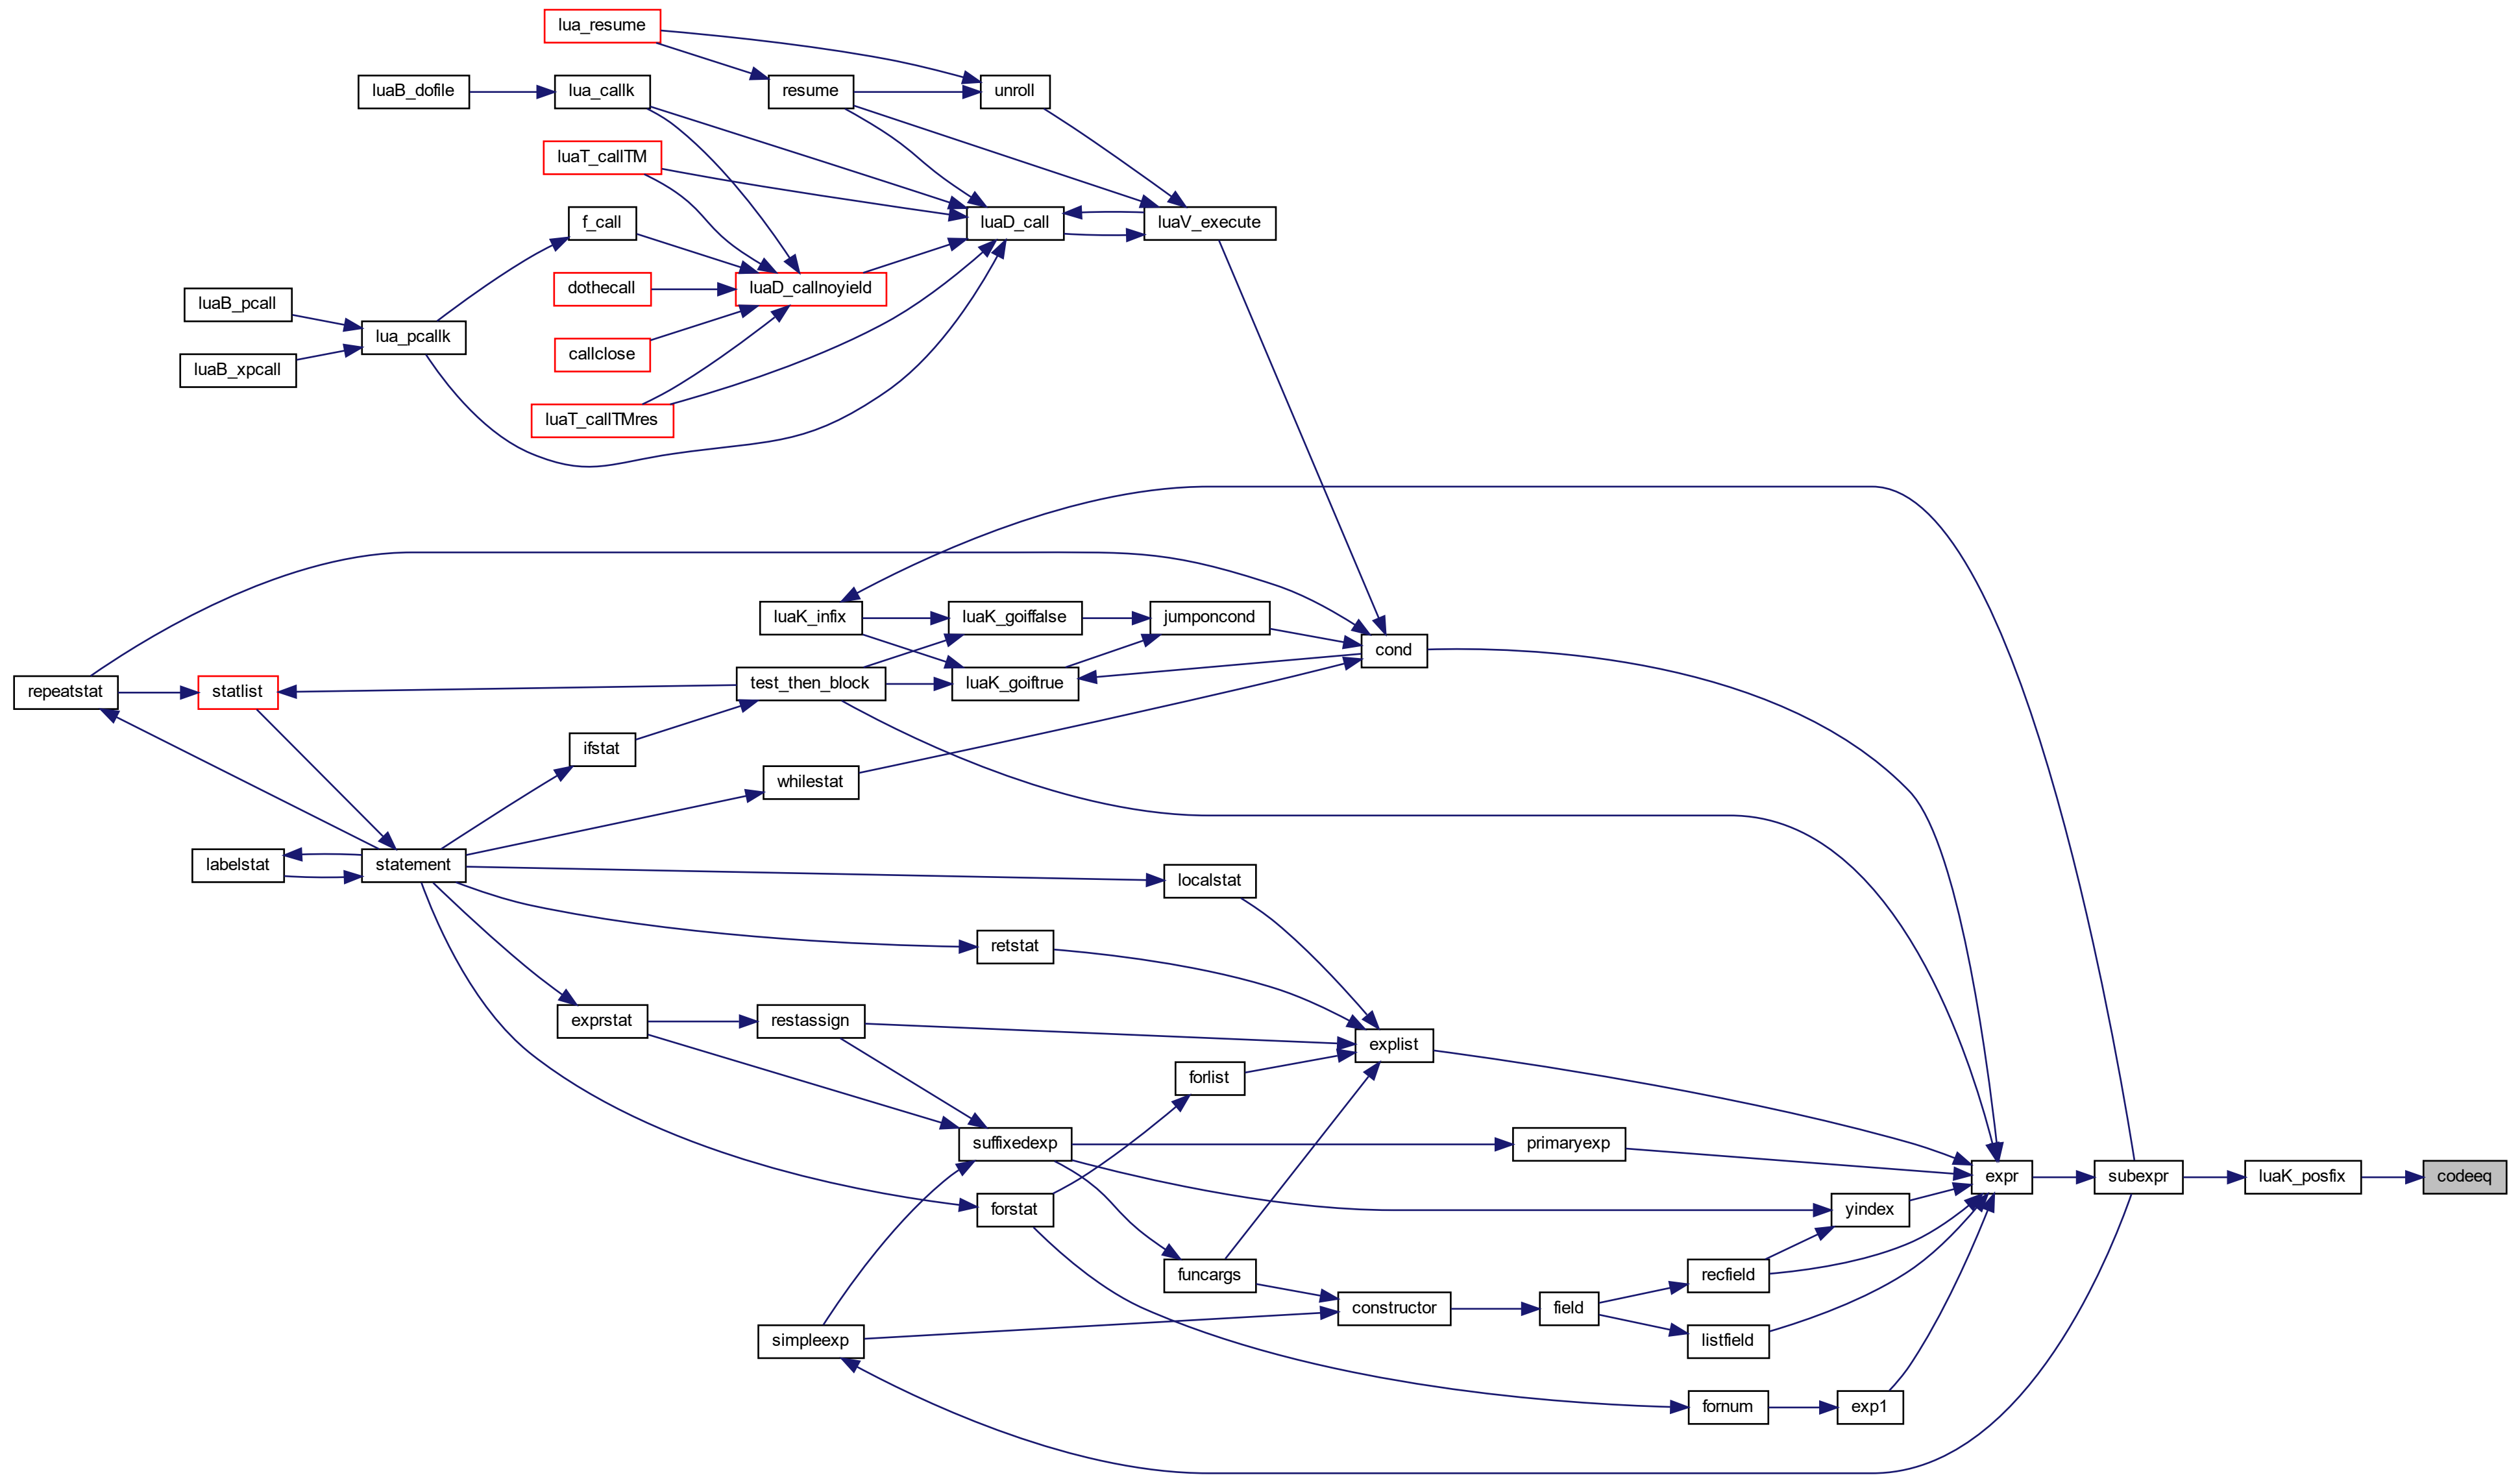 lua_resume
luaB_dofile
lua_callk
resume
unroll
luaT_callTM
f_call
luaD_call
luaV_execute
luaB_pcall
dothecall
luaD_callnoyield
lua_pcallk
luaB_xpcall
callclose
luaT_callTMres
luaK_infix
luaK_goiffalse
jumponcond
cond
repeatstat
statlist
test_then_block
luaK_goiftrue
ifstat
whilestat
labelstat
statement
localstat
retstat
exprstat
restassign
explist
forlist
suffixedexp
primaryexp
expr
subexpr
luaK_posfix
codeeq
forstat
yindex
funcargs
recfield
constructor
field
simpleexp
listfield
fornum
exp1